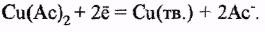 Cu(Ac)₂ + 2ē = Cu(тв.) + 2Ac⁻.